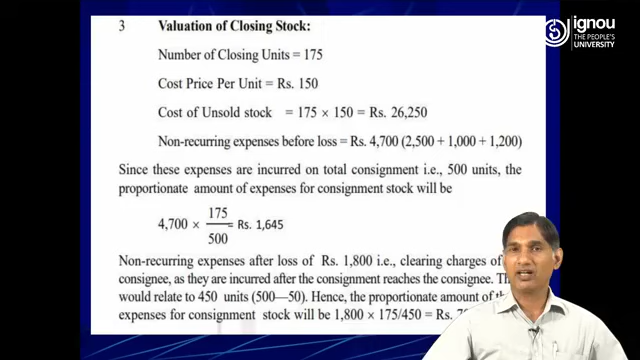 ignou
THE PEOPLE'S
UNIVERSITY
3 Valuation of Closing Stock:
Number of Closing Units = 175
Cost Price Per Unit = Rs. 150
Cost of Unsold stock = 175 × 150 = Rs. 26,250
Non-recurring expenses before loss = Rs. 4,700 (2,500 + 1,000 + 1,200)
Since these expenses are incurred on total consignment i.e., 500 units, the
proportionate amount of expenses for consignment stock will be
4,700 × 175/500 = Rs. 1,645
Non-recurring expenses after loss of Rs. 1,800 i.e., clearing charges of
consignee, as they are incurred after the consignment reaches the consignee.
would relate to 450 units (500—50). Hence, the proportionate amount of
expenses for consignment stock will be 1,800 × 175/450 = Rs.